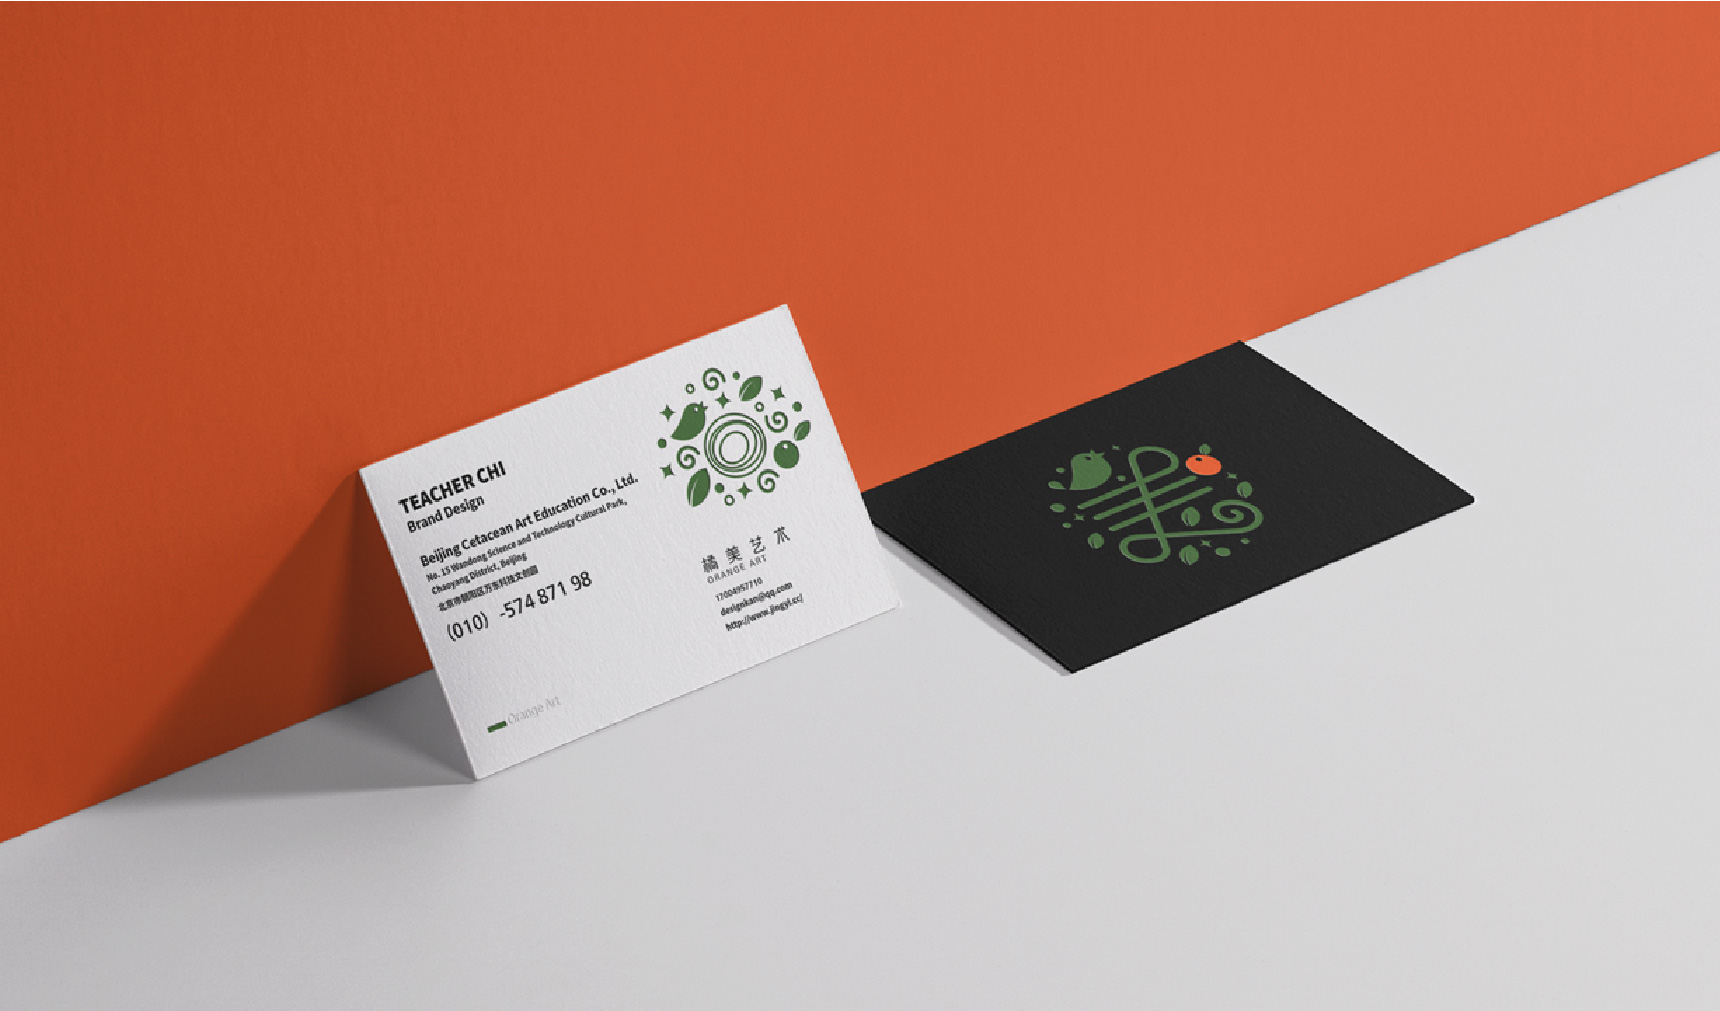 TEACHER CHI
Brand Design
Beijing Cetacean Art Education Co., Ltd.
No. 15 Wandong Science and Technology Cultural Park,
Chaoyang District, Beijing
北京市朝阳区万东科技文创园
(010) -574 871 98
Orange Art
橘美艺术
ORANGE ART
17004957710
designkan@qq.com
http://www.jingyi.cc/